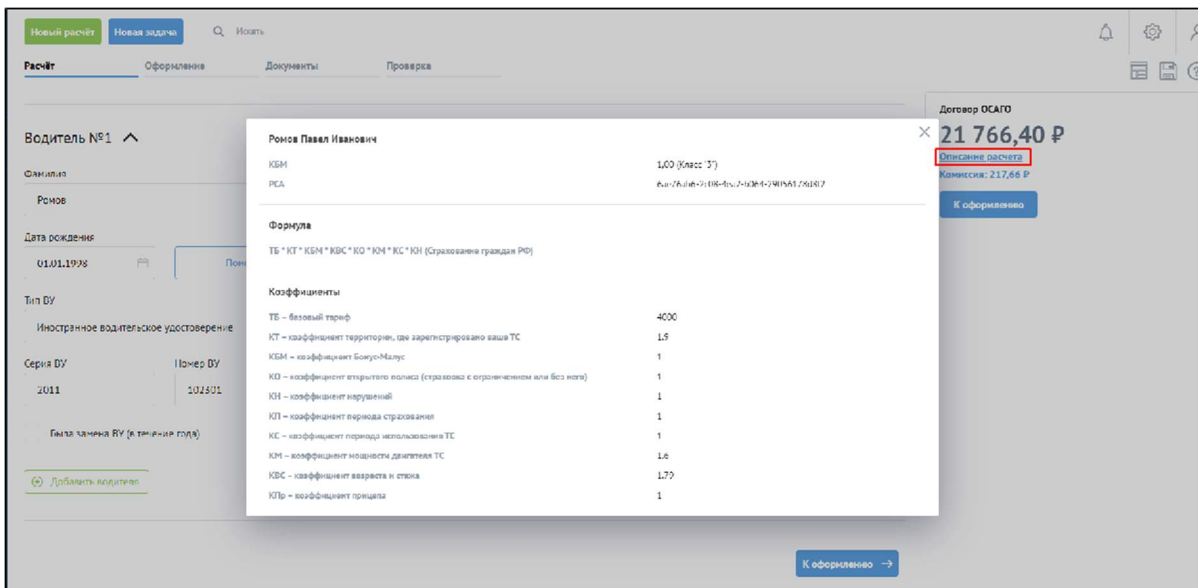 Новый расчёт
Новая задача
Искать
Расчёт
Оформление
Документы
Проверка
Водитель №1
Фамилия
Ромов
Дата рождения
01.01.1998
Тип ВУ
Иностранное водительское удостоверение
Серия ВУ
Номер ВУ
2011
102301
Была замена ВУ (в течение года)
Добавить водителя
Ромов Павел Иванович
КБМ
1,00 (Класс "3")
РСА
Формула
ТБ * КТ * КБМ * КВС * КО * КМ * КС * КН (Страхование граждан РФ)
Коэффициенты
ТБ – базовый тариф
4000
КТ – коэффициент территории, где зарегистрировано ваше ТС
1.9
КБМ – коэффициент Бонус-Малус
1
КО – коэффициент открытого полиса (страховка с ограничением или без него)
1
КН – коэффициент нарушений
1
КП – коэффициент периода страхования
1
КС – коэффициент периода использования ТС
1
КМ – коэффициент мощности двигателя ТС
1.6
КВС – коэффициент возраста и стажа
1.79
КПр – коэффициент прицепа
1
Договор ОСАГО
21 766,40 ₽
Описание расчета
Комиссия: 217,66 ₽
К оформлению
К оформлению